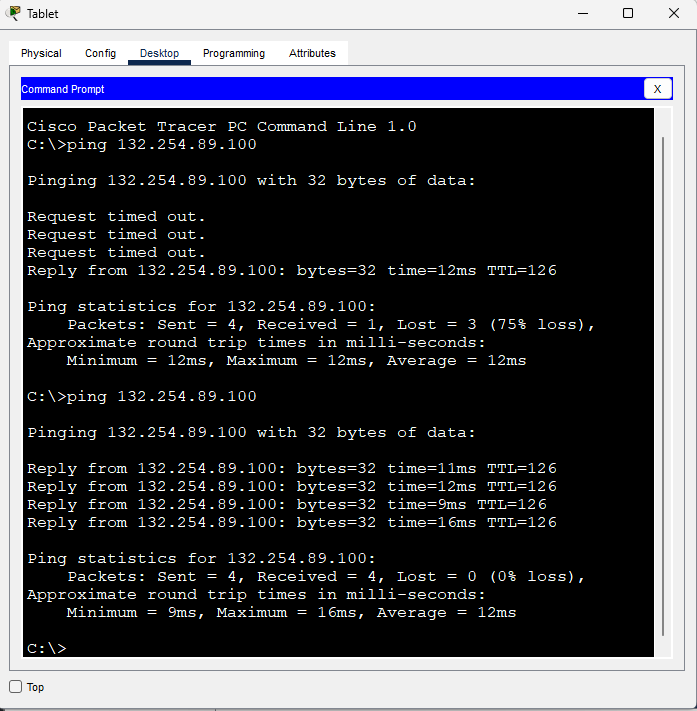 Tablet
Physical Config Desktop Programming Attributes
Command Prompt X
Cisco Packet Tracer PC Command Line 1.0
C:\>ping 132.254.89.100
Pinging 132.254.89.100 with 32 bytes of data:
Request timed out.
Request timed out.
Request timed out.
Reply from 132.254.89.100: bytes=32 time=12ms TTL=126
Ping statistics for 132.254.89.100:
    Packets: Sent = 4, Received = 1, Lost = 3 (75% loss),
Approximate round trip times in milli-seconds:
    Minimum = 12ms, Maximum = 12ms, Average = 12ms
C:\>ping 132.254.89.100
Pinging 132.254.89.100 with 32 bytes of data:
Reply from 132.254.89.100: bytes=32 time=11ms TTL=126
Reply from 132.254.89.100: bytes=32 time=12ms TTL=126
Reply from 132.254.89.100: bytes=32 time=9ms TTL=126
Reply from 132.254.89.100: bytes=32 time=16ms TTL=126
Ping statistics for 132.254.89.100:
    Packets: Sent = 4, Received = 4, Lost = 0 (0% loss),
Approximate round trip times in milli-seconds:
    Minimum = 9ms, Maximum = 16ms, Average = 12ms
C:\>
Top